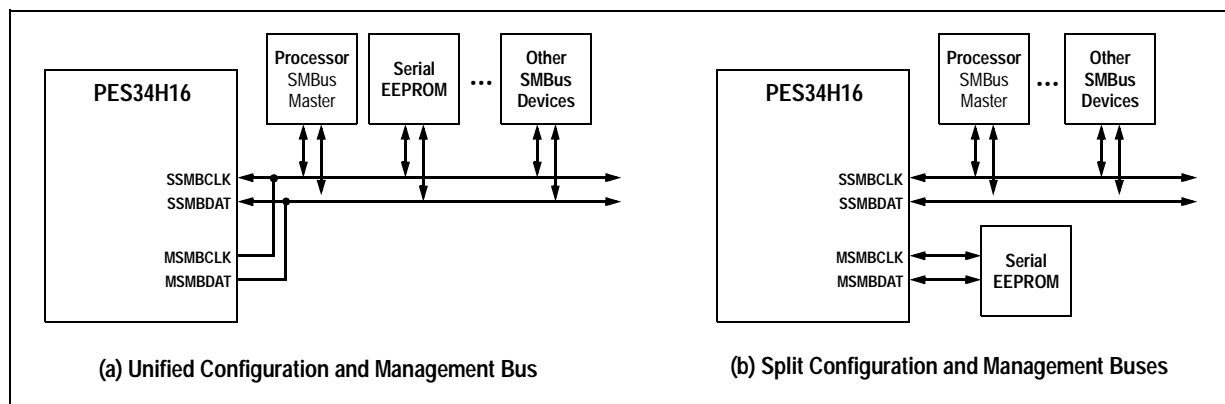 PES34H16
Processor
SMBus
Master
Serial
EEPROM
...
Other
SMBus
Devices
SSMBCLK
SSMBDAT
MSMBCLK
MSMBDAT
(a) Unified Configuration and Management Bus
PES34H16
Processor
SMBus
Master
...
Other
SMBus
Devices
SSMBCLK
SSMBDAT
MSMBCLK
MSMBDAT
Serial
EEPROM
(b) Split Configuration and Management Buses